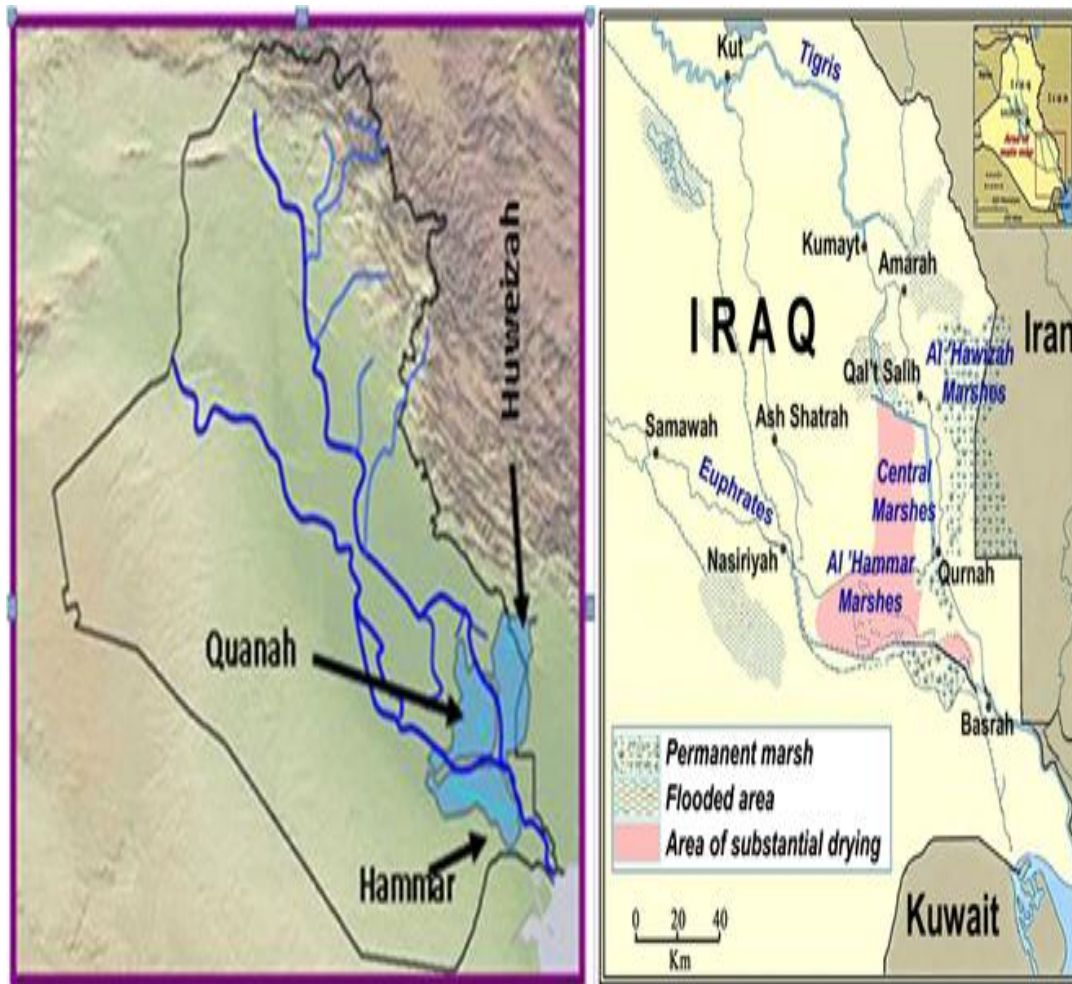 Huweizah
Quanah
Hammar
Kut
Tigris
Kumayt
Amarah
IRAQ
Iran
Al 'Hawizah
Marshes
Qal't Salih
Samawah
Ash Shatrah
Euphrates
Central
Marshes
Nasiriyah
Al 'Hammar
Marshes
Qurnah
Basrah
Permanent marsh
Flooded area
Area of substantial drying
0 20 40
Km
Kuwait